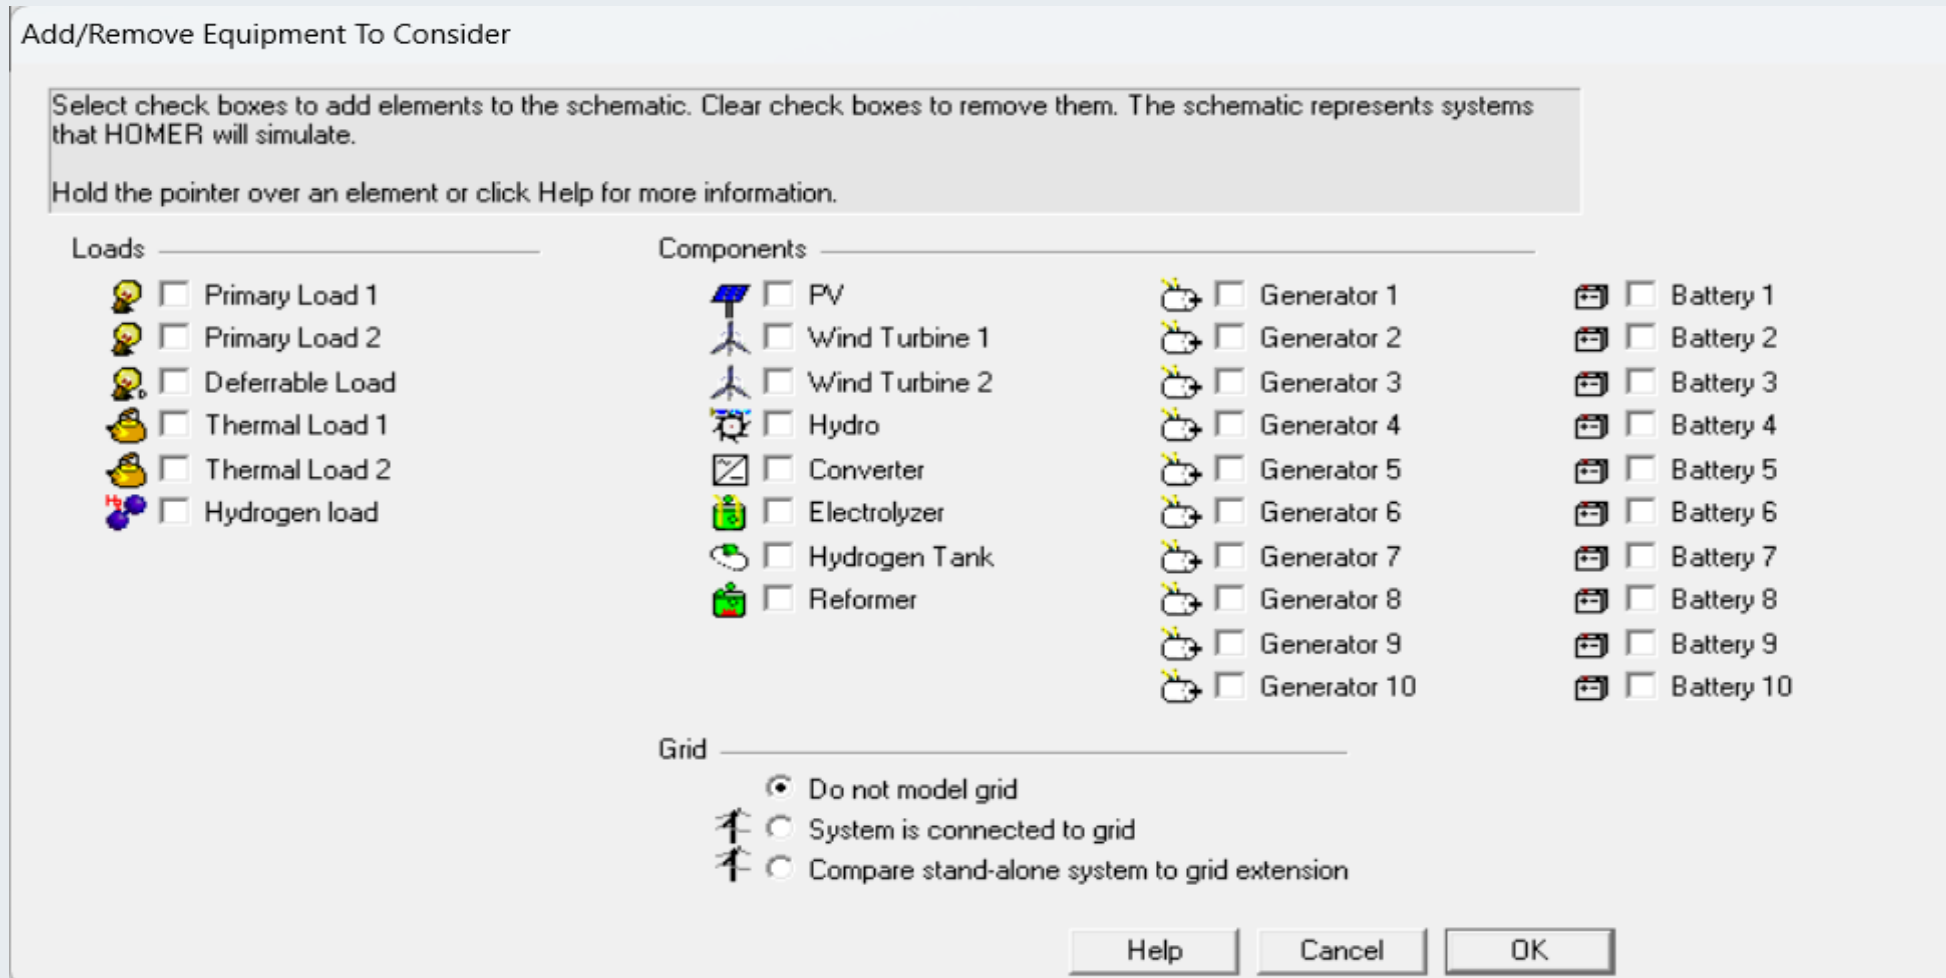 Add/Remove Equipment To Consider
Select check boxes to add elements to the schematic. Clear check boxes to remove them. The schematic represents systems
that HOMER will simulate.
Hold the pointer over an element or click Help for more information.
Loads
Primary Load 1
Primary Load 2
Deferrable Load
Thermal Load 1
Thermal Load 2
Hydrogen load
Components
PV
Wind Turbine 1
Wind Turbine 2
Hydro
Converter
Electrolyzer
Hydrogen Tank
Reformer
Generator 1
Generator 2
Generator 3
Generator 4
Generator 5
Generator 6
Generator 7
Generator 8
Generator 9
Generator 10
Battery 1
Battery 2
Battery 3
Battery 4
Battery 5
Battery 6
Battery 7
Battery 8
Battery 9
Battery 10
Grid
Do not model grid
System is connected to grid
Compare stand-alone system to grid extension
Help
Cancel
OK